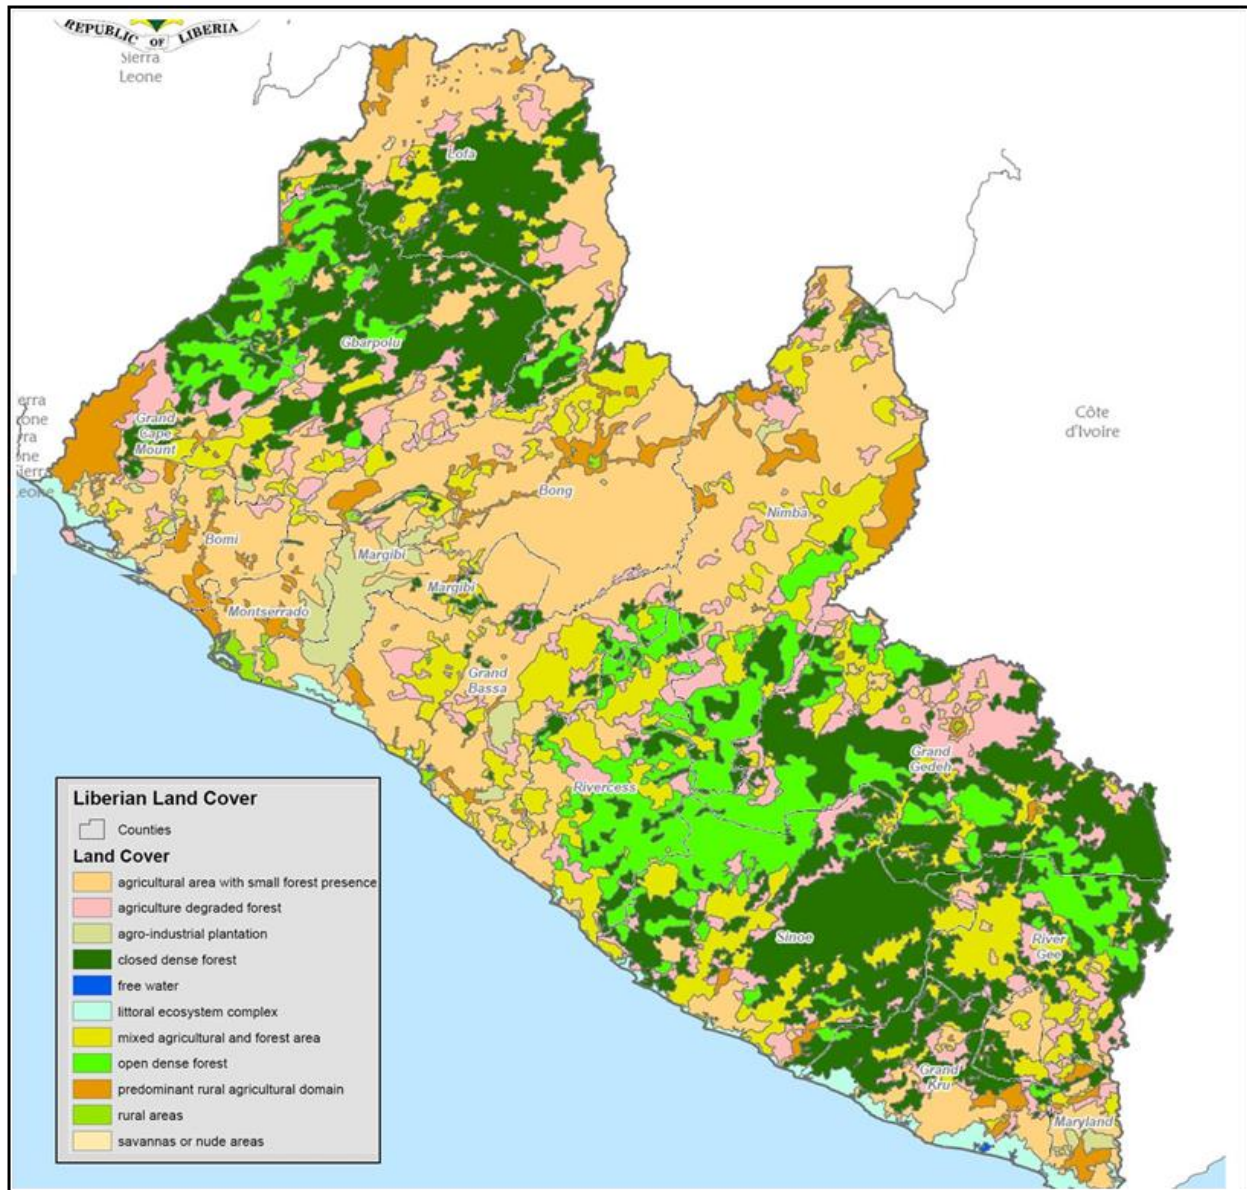 REPUBLIC OF LIBERIA
Sierra
Leone
Lofa
Gbarpolu
Grand
Cape
Mount
Côte
d'Ivoire
Bong
Nimba
Bomi
Margibi
Margibi
Montserrado
Grand
Bassa
Grand
Gedeh
Rivercess
Sinoe
River
Gee
Grand
Kru
Maryland
Liberian Land Cover
Counties
Land Cover
agricultural area with small forest presence
agriculture degraded forest
agro-industrial plantation
closed dense forest
free water
littoral ecosystem complex
mixed agricultural and forest area
open dense forest
predominant rural agricultural domain
rural areas
savannas or nude areas